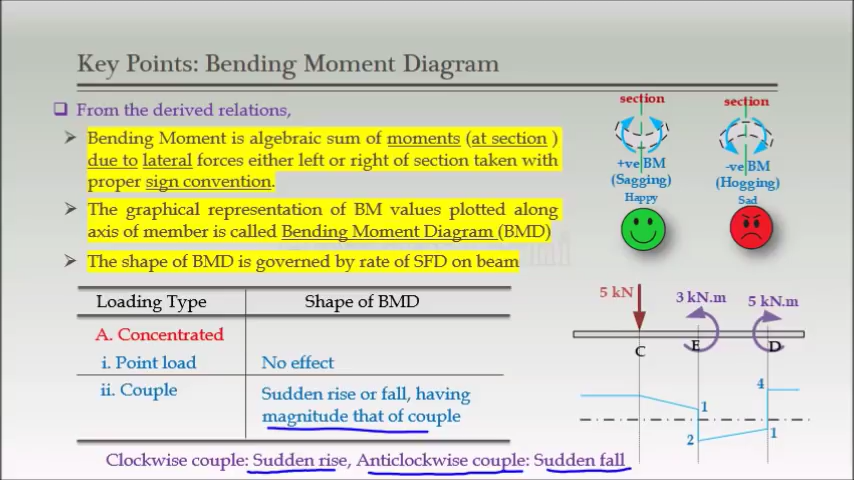 Key Points: Bending Moment Diagram
From the derived relations,
Bending Moment is algebraic sum of moments (at section )
due to lateral forces either left or right of section taken with
proper sign convention.
The graphical representation of BM values plotted along
axis of member is called Bending Moment Diagram (BMD)
The shape of BMD is governed by rate of SFD on beam
Loading Type Shape of BMD
A. Concentrated
i. Point load No effect
ii. Couple Sudden rise or fall, having
magnitude that of couple
Clockwise couple: Sudden rise, Anticlockwise couple: Sudden fall
section
+ve BM
(Sagging)
Happy
section
-ve BM
(Hogging)
Sad
5 kN 3 kN.m 5 kN.m
C E D
4
1
2 1